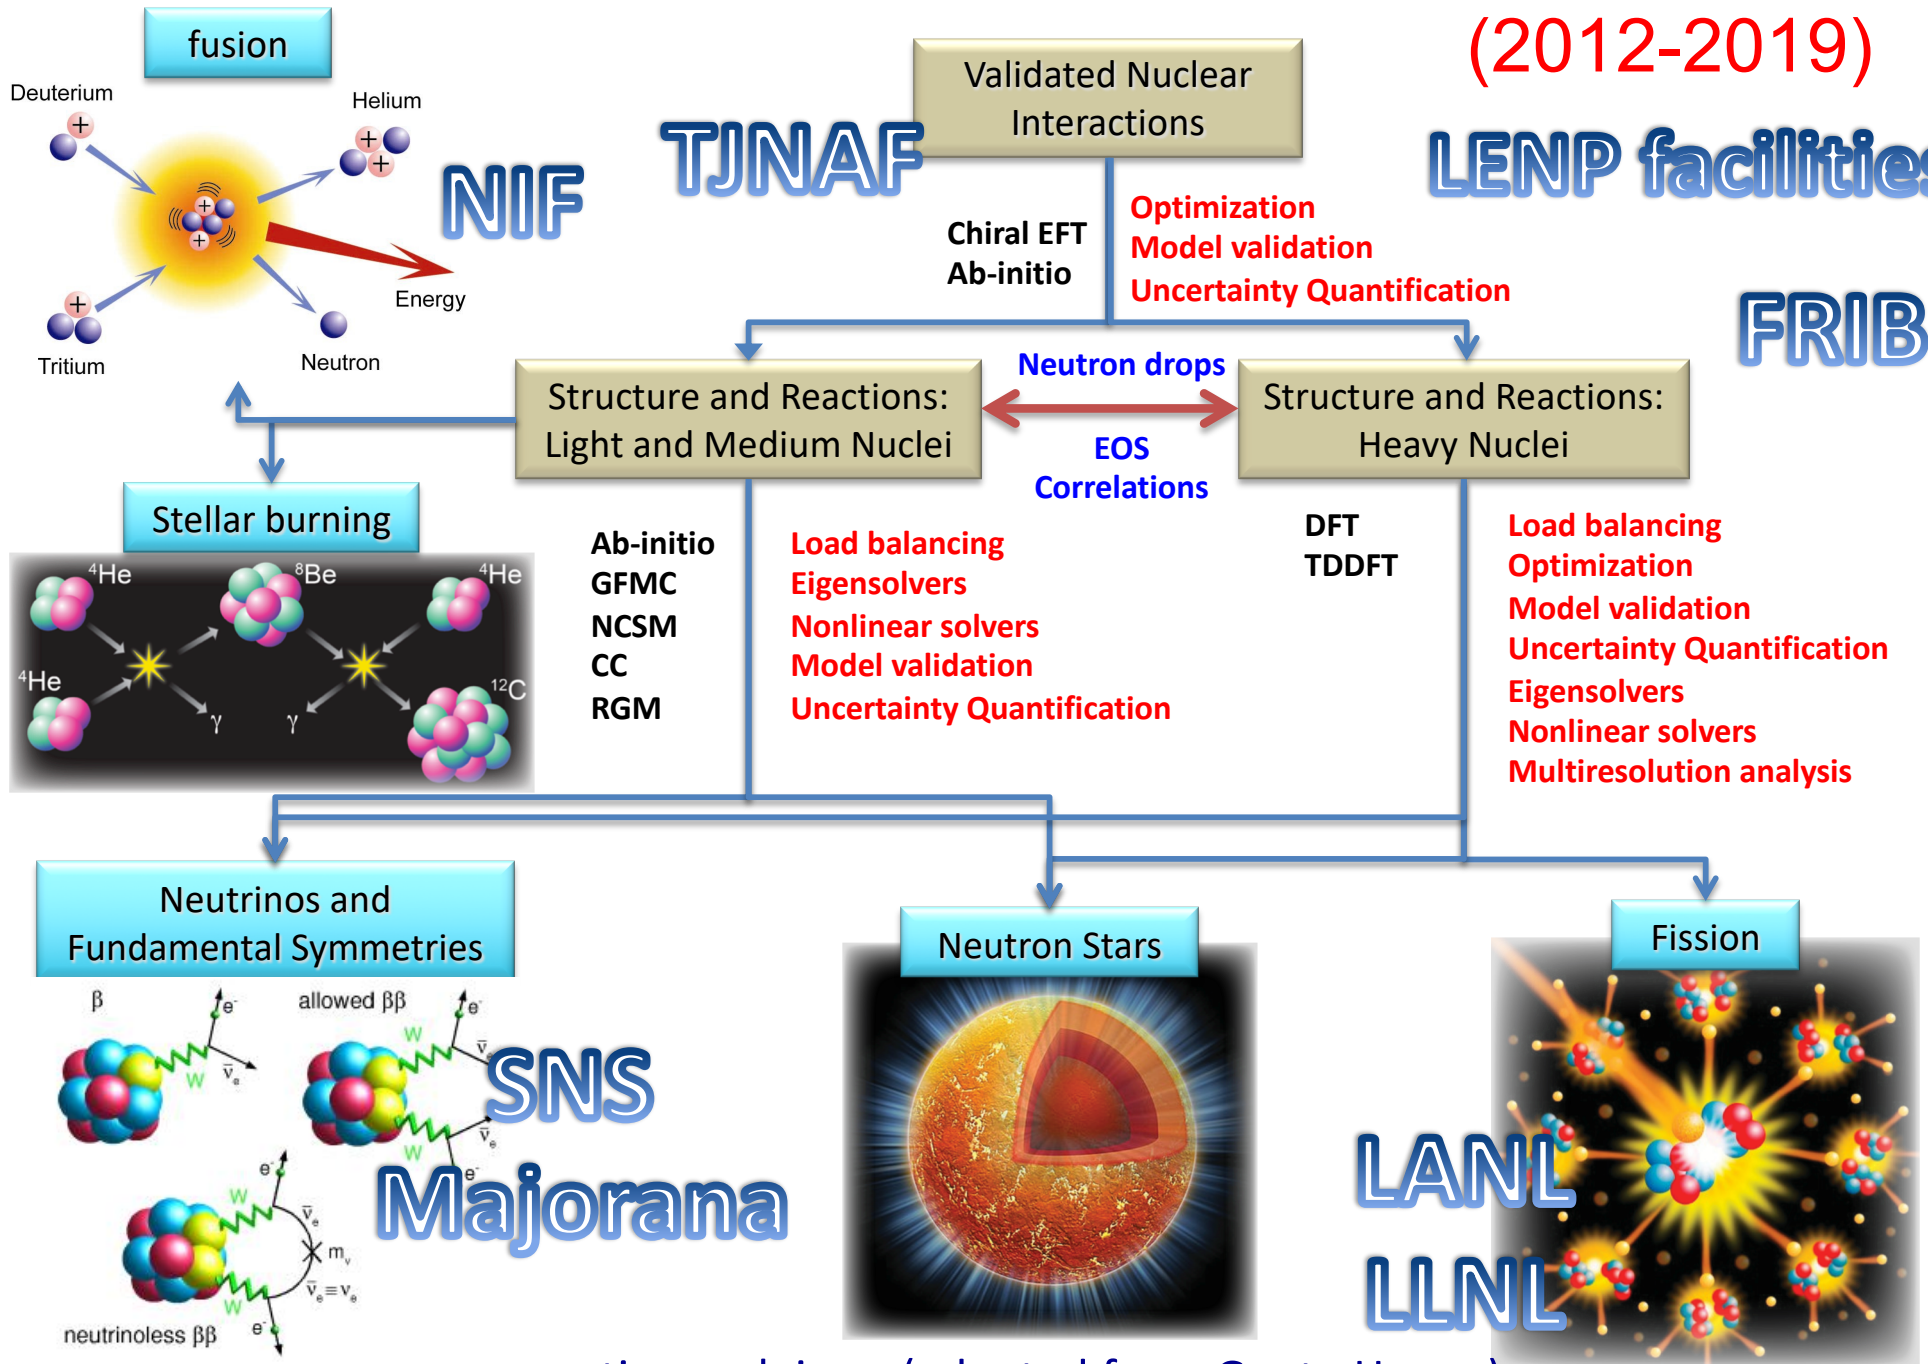 fusion
Deuterium
Helium
Energy
Tritium
Neutron
NIF
TJNAF
Validated Nuclear
Interactions
(2012-2019)
LENP facilities
FRIB
Chiral EFT
Ab-initio
Optimization
Model validation
Uncertainty Quantification
Structure and Reactions:
Light and Medium Nuclei
Neutron drops
EOS
Correlations
Structure and Reactions:
Heavy Nuclei
Stellar burning
⁴He
⁸Be
⁴He
⁴He
γ
γ
¹²C
Ab-initio
GFMC
NCSM
CC
RGM
Load balancing
Eigensolvers
Nonlinear solvers
Model validation
Uncertainty Quantification
DFT
TDDFT
Load balancing
Optimization
Model validation
Uncertainty Quantification
Eigensolvers
Nonlinear solvers
Multiresolution analysis
Neutrinos and
Fundamental Symmetries
β
e⁻
W
ν̄ₑ
allowed ββ
e⁻
W
ν̄ₑ
W
ν̄ₑ
e⁻
SNS
Majorana
e⁻
W
ν̄ₑ
mᵥ
ν̄ₑ≡νₑ
W
e⁻
neutrinoless ββ
Neutron Stars
Fission
LANL
LLNL